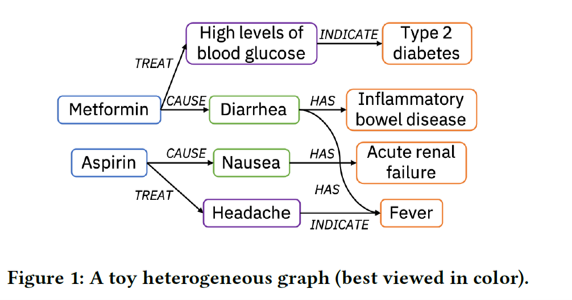 High levels of
blood glucose
INDICATE
Type 2
diabetes
TREAT
Metformin
CAUSE
Diarrhea
HAS
Inflammatory
bowel disease
Aspirin
CAUSE
Nausea
HAS
Acute renal
failure
TREAT
HAS
Headache
INDICATE
Fever
Figure 1: A toy heterogeneous graph (best viewed in color).